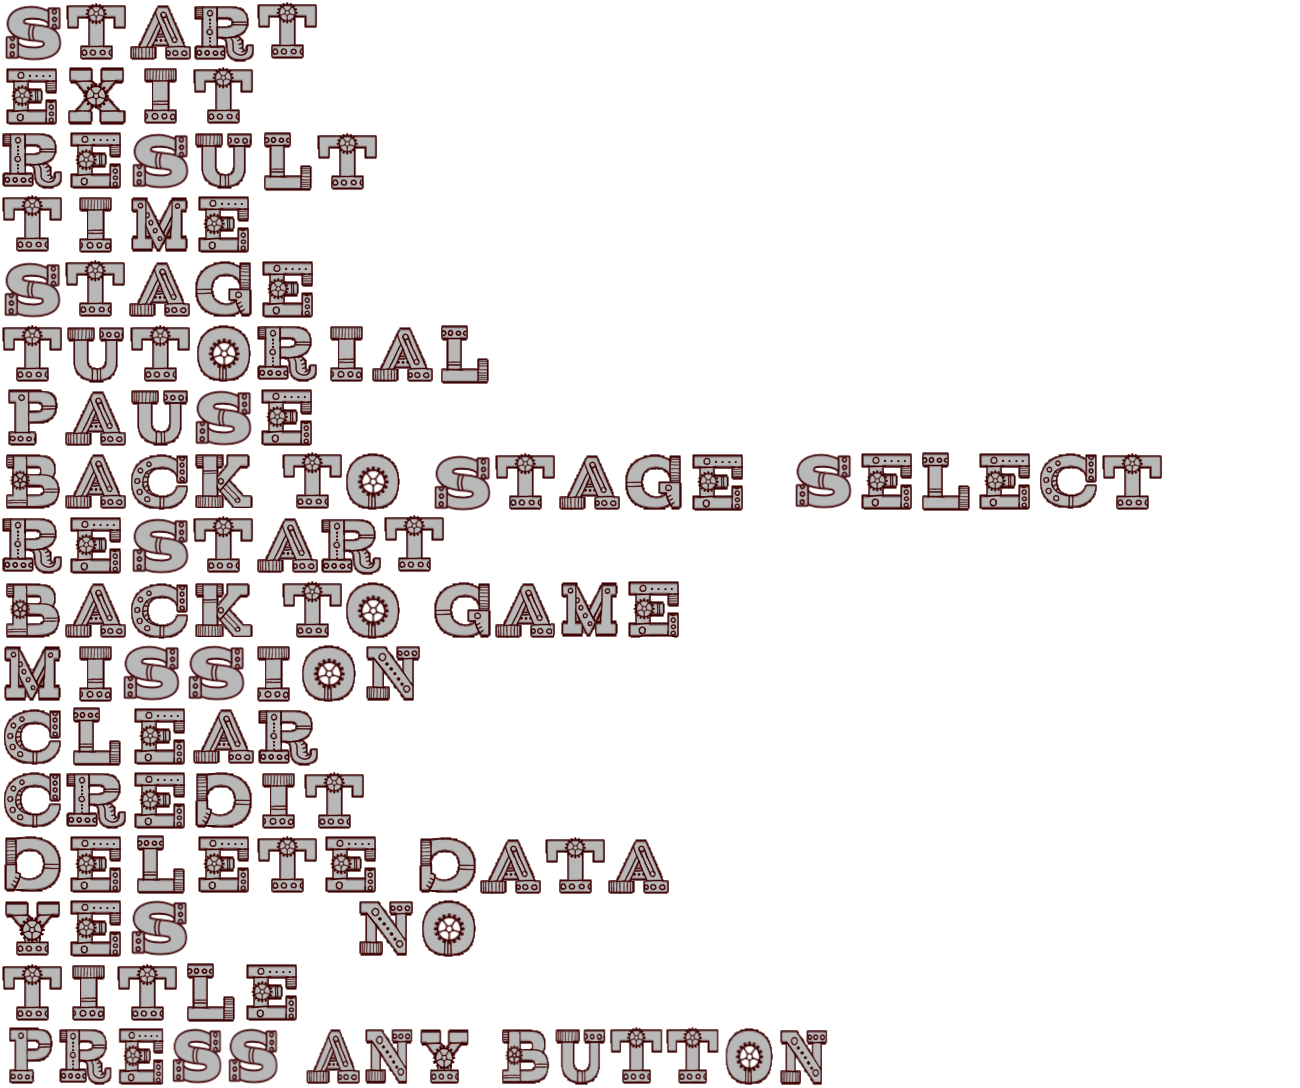 START
EXIT
RESULT
TIME
STAGE
TUTORIAL
PAUSE
BACK TO STAGE SELECT
RESTART
BACK TO GAME
MISSION
CLEAR
CREDIT
DELETE DATA
YES NO
TITLE
PRESS ANY BUTTON